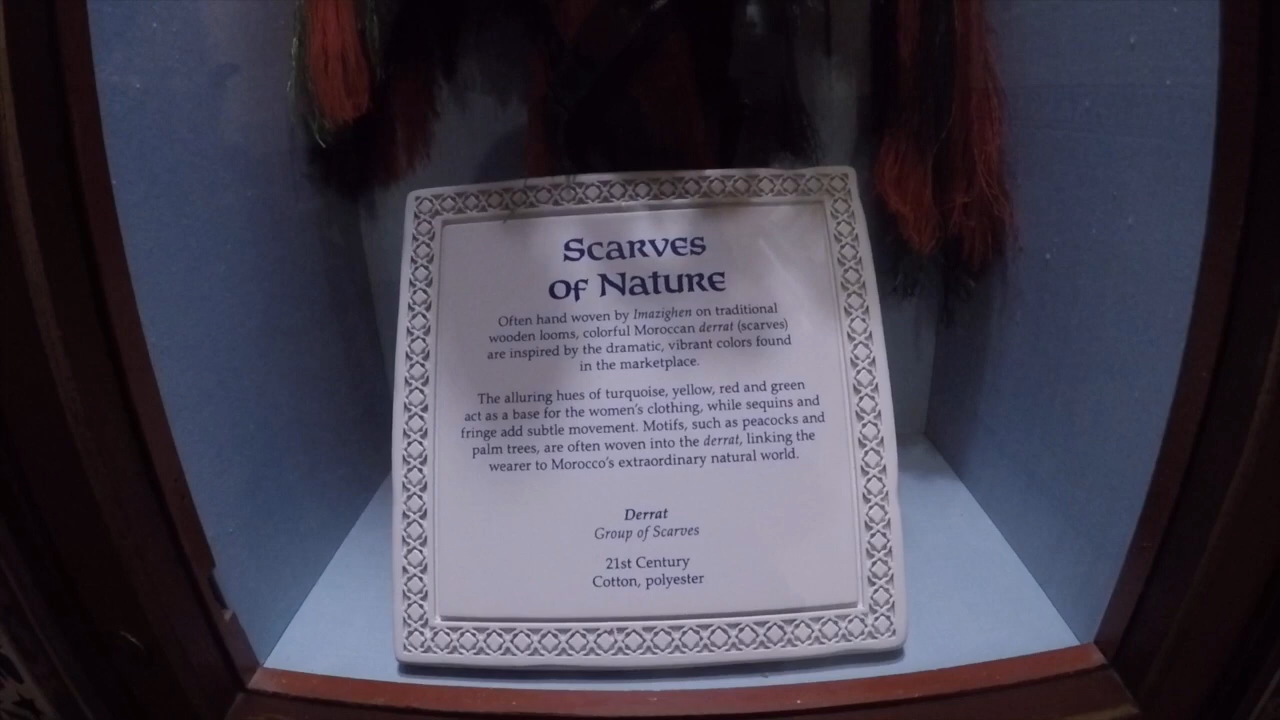 Scarves
of Nature
Often hand woven by Imazighen on traditional
wooden looms, colorful Moroccan derrat (scarves)
are inspired by the dramatic, vibrant colors found
in the marketplace.
The alluring hues of turquoise, yellow, red and green
act as a base for the women's clothing, while sequins and
fringe add subtle movement. Motifs, such as peacocks and
palm trees, are often woven into the derrat, linking the
wearer to Morocco's extraordinary natural world.
Derrat
Group of Scarves
21st Century
Cotton, polyester